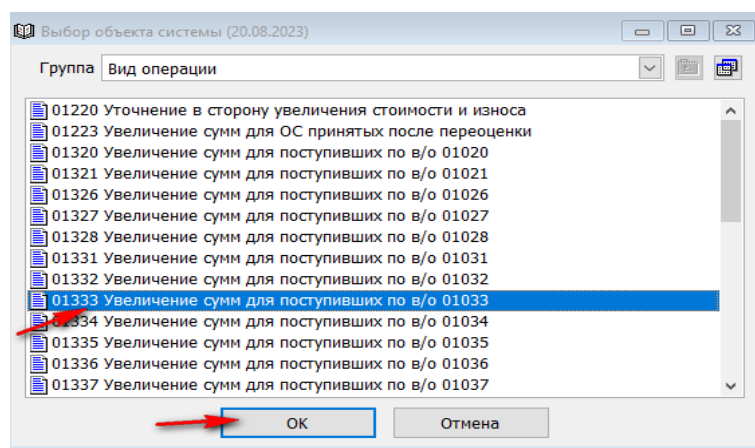 Выбор объекта системы (20.08.2023)
Группа Вид операции
01220 Уточнение в сторону увеличения стоимости и износа
01223 Увеличение сумм для ОС принятых после переоценки
01320 Увеличение сумм для поступивших по в/о 01020
01321 Увеличение сумм для поступивших по в/о 01021
01326 Увеличение сумм для поступивших по в/о 01026
01327 Увеличение сумм для поступивших по в/о 01027
01328 Увеличение сумм для поступивших по в/о 01028
01331 Увеличение сумм для поступивших по в/о 01031
01332 Увеличение сумм для поступивших по в/о 01032
01333 Увеличение сумм для поступивших по в/о 01033
01334 Увеличение сумм для поступивших по в/о 01034
01335 Увеличение сумм для поступивших по в/о 01035
01336 Увеличение сумм для поступивших по в/о 01036
01337 Увеличение сумм для поступивших по в/о 01037
ОК Отмена